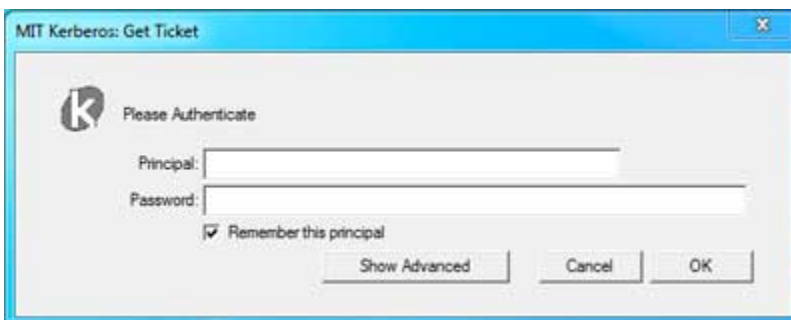 MIT Kerberos: Get Ticket
k
Please Authenticate
Principal:
Password:
Remember this principal
Show Advanced Cancel OK